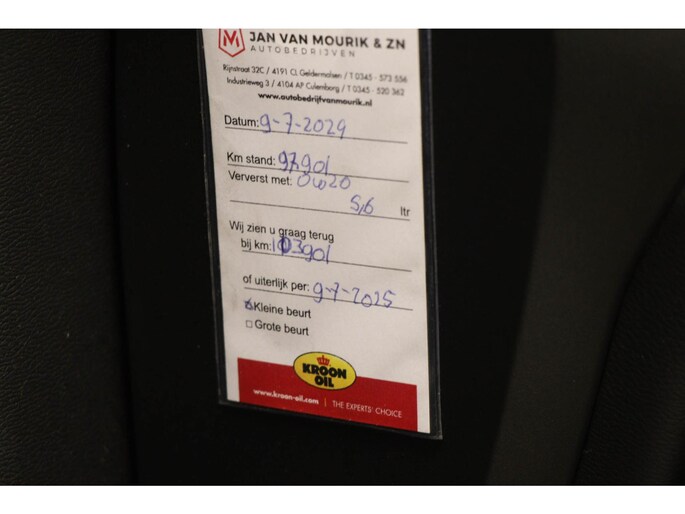 JAN VAN MOURIK & ZN
AUTOBEDRIJVEN
Rijnstraat 32C / 4191 CL Geldermalsen / T 0345 - 573 556
Industrieweg 3 / 4104 AP Culemborg / T 0345 - 520 362
www.autobedrijfvanmourik.nl
Datum: 9-7-2024
Km stand: 97.901
Ververst met: 0w20
5,6 ltr
Wij zien u graag terug
bij km: 103901
of uiterlijk per: 9-7-2025
Kleine beurt
Grote beurt
KROON
OIL
www.kroon-oil.com | THE EXPERTS' CHOICE